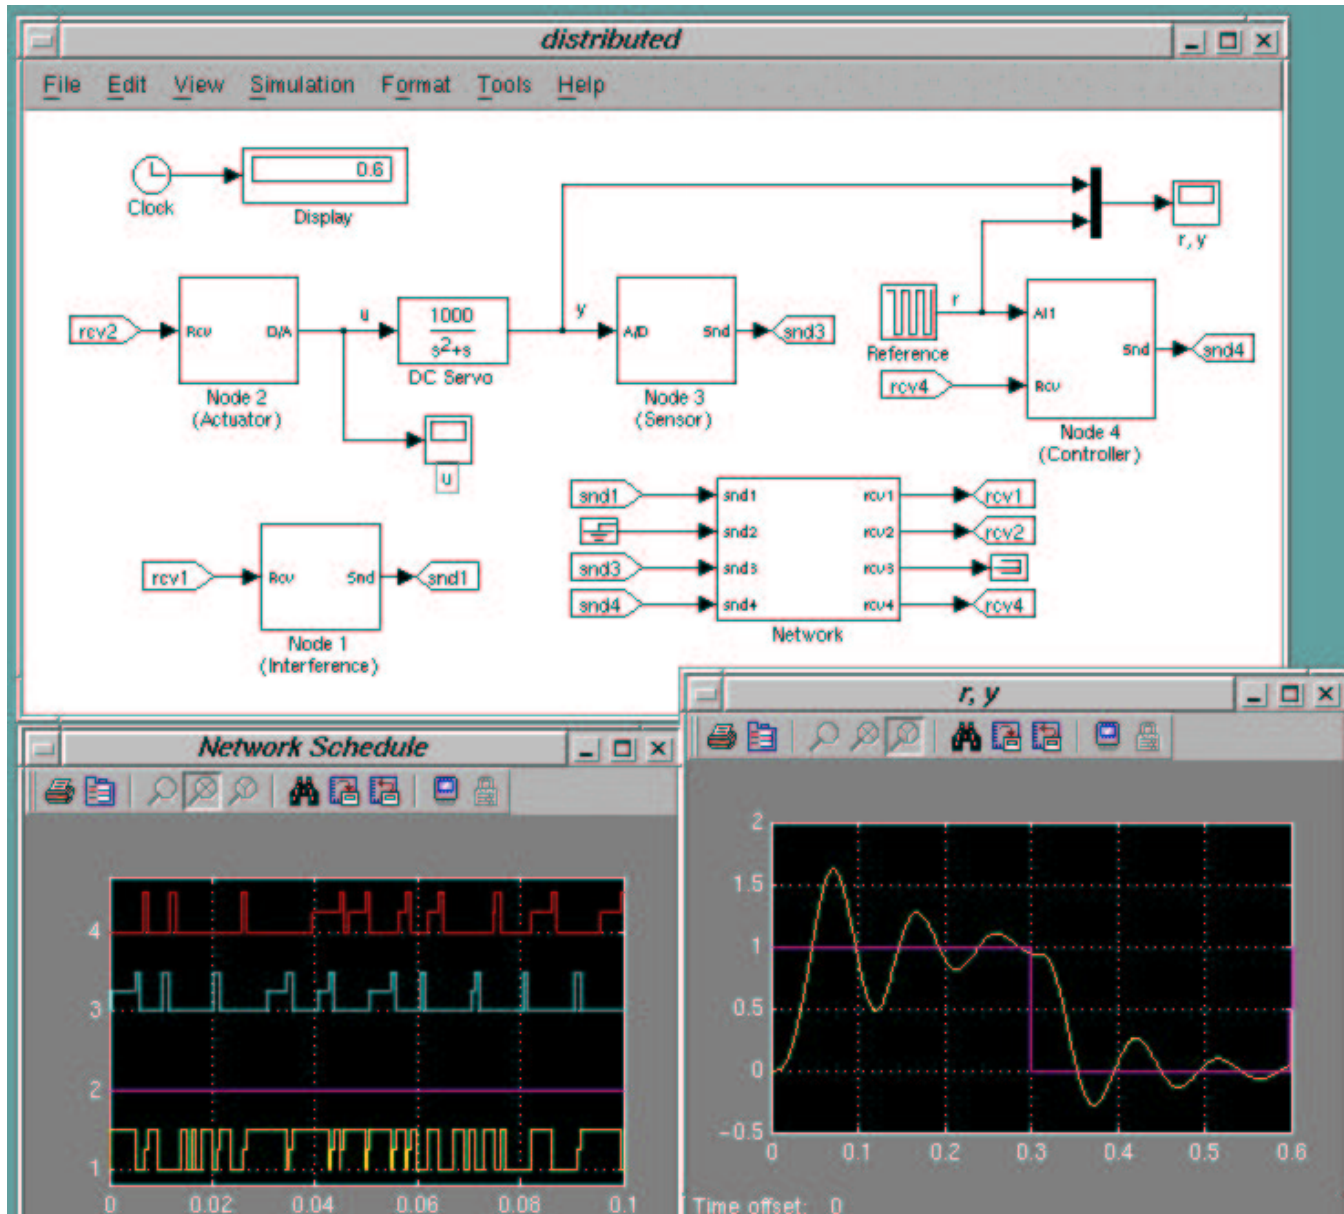 distributed
File Edit View Simulation Format Tools Help
0.6
Clock
Display
r, y
rcv2
Rcv
D/A
u
1000
s²+s
y
A/D
Snd
snd3
Reference
r
AI1
Snd
snd4
rcv4
Rcv
Node 2
(Actuator)
DC Servo
Node 3
(Sensor)
Node 4
(Controller)
u
snd1
snd1
rcv1
rcv1
snd2
rcv2
rcv2
snd3
snd3
rcv3
snd4
snd4
rcv4
rcv4
Network
rcv1
Rcv
Snd
snd1
Node 1
(Interference)
Network Schedule
4
3
2
1
0 0.02 0.04 0.06 0.08 0.1
r, y
2
1.5
1
0.5
0
-0.5
0 0.1 0.2 0.3 0.4 0.5 0.6
Time offset: 0